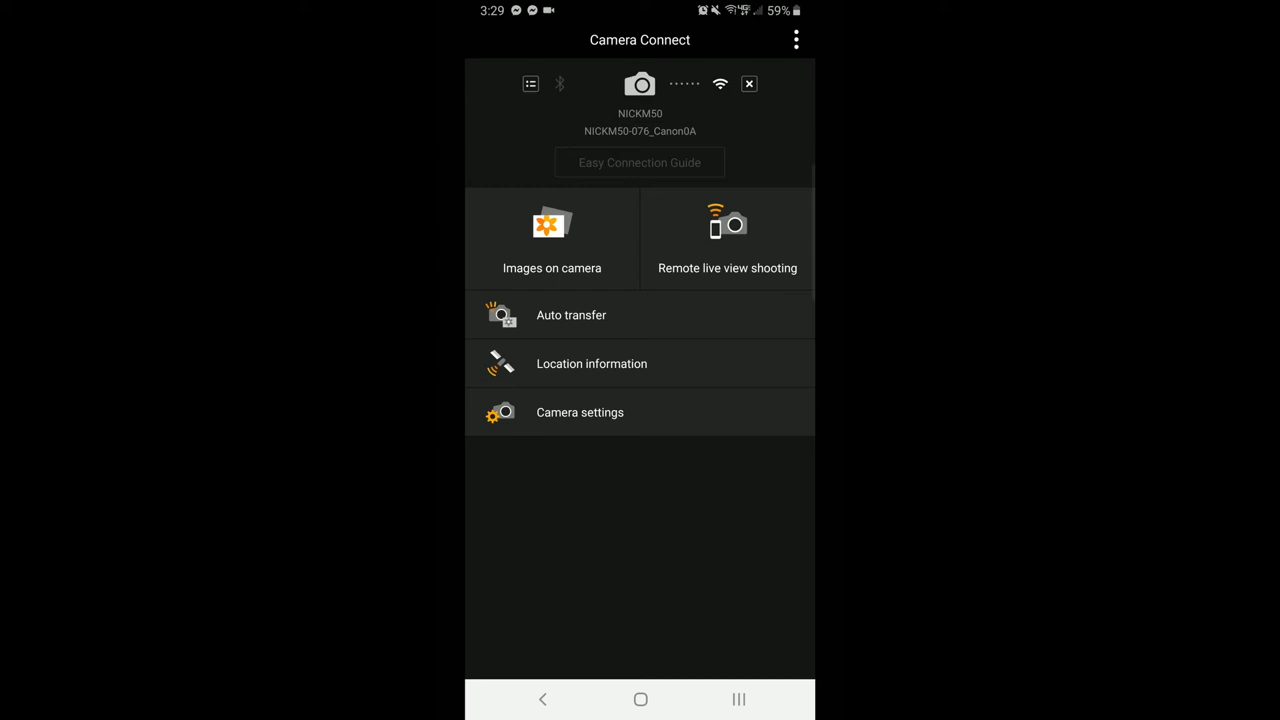 3:29 59%
Camera Connect
NICKM50
NICKM50-076_Canon0A
Easy Connection Guide
Images on camera Remote live view shooting
Auto transfer
Location information
Camera settings